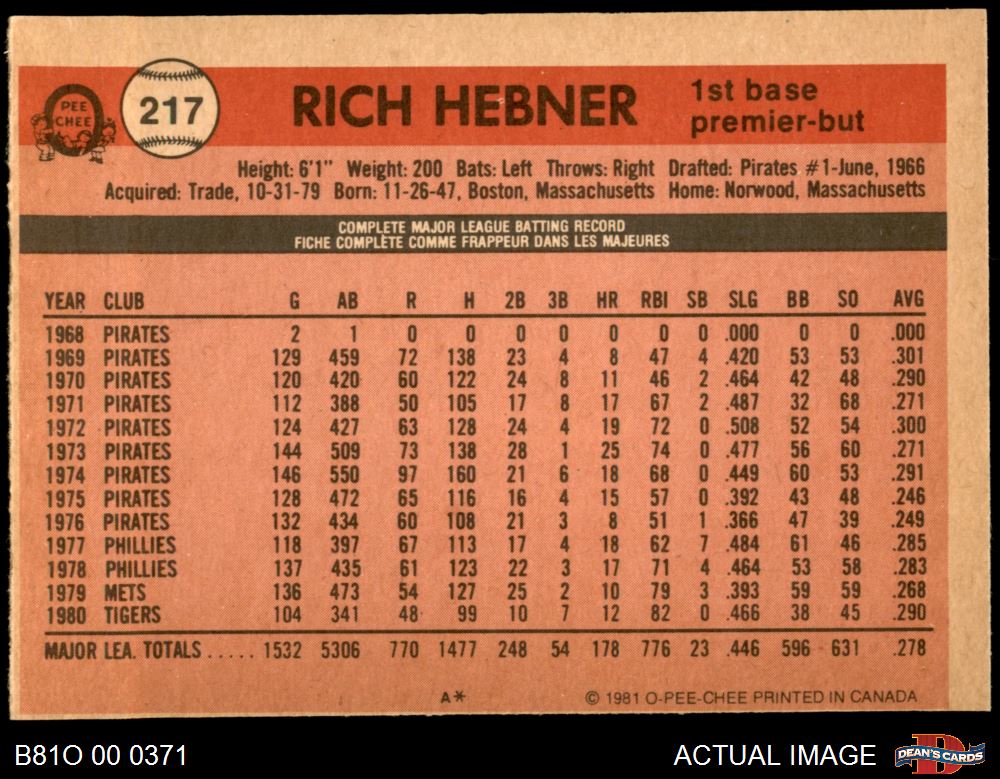 PEE
CHEE
217
RICH HEBNER
1st base
premier-but
Height: 6'1" Weight: 200 Bats: Left Throws: Right Drafted: Pirates #1-June, 1966
Acquired: Trade, 10-31-79 Born: 11-26-47, Boston, Massachusetts Home: Norwood, Massachusetts
COMPLETE MAJOR LEAGUE BATTING RECORD
FICHE COMPLÈTE COMME FRAPPEUR DANS LES MAJEURES
YEAR CLUB G AB R H 2B 3B HR RBI SB SLG BB SO AVG
1968 PIRATES 2 1 0 0 0 0 0 0 0 .000 0 0 .000
1969 PIRATES 129 459 72 138 23 4 8 47 4 .420 53 53 .301
1970 PIRATES 120 420 60 122 24 8 11 46 2 .464 42 48 .290
1971 PIRATES 112 388 50 105 17 8 17 67 2 .487 32 68 .271
1972 PIRATES 124 427 63 128 24 4 19 72 0 .508 52 54 .300
1973 PIRATES 144 509 73 138 28 1 25 74 0 .477 56 60 .271
1974 PIRATES 146 550 97 160 21 6 18 68 0 .449 60 53 .291
1975 PIRATES 128 472 65 116 16 4 15 57 0 .392 43 48 .246
1976 PIRATES 132 434 60 108 21 3 8 51 1 .366 47 39 .249
1977 PHILLIES 118 397 67 113 17 4 18 62 7 .484 61 46 .285
1978 PHILLIES 137 435 61 123 22 3 17 71 4 .464 53 58 .283
1979 METS 136 473 54 127 25 2 10 79 3 .393 59 59 .268
1980 TIGERS 104 341 48 99 10 7 12 82 0 .466 38 45 .290
MAJOR LEA. TOTALS ..... 1532 5306 770 1477 248 54 178 776 23 .446 596 631 .278
A* © 1981 O-PEE-CHEE PRINTED IN CANADA
B81O 00 0371 ACTUAL IMAGE DEAN'S CARDS